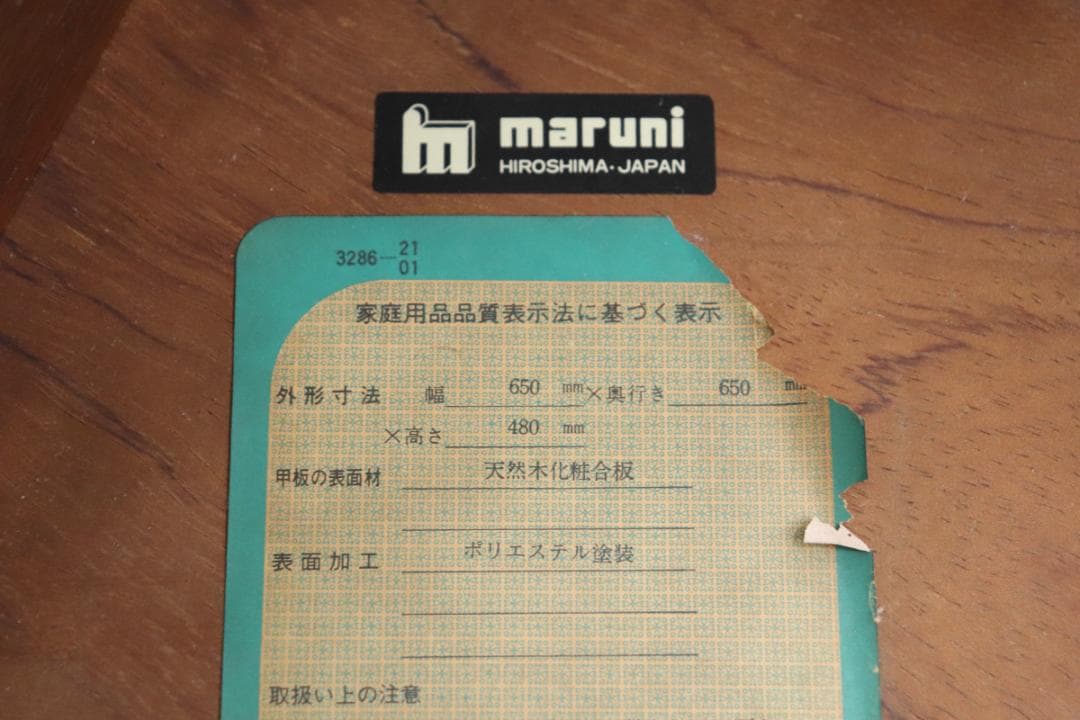 maruni
HIROSHIMA・JAPAN
3286—21
01
家庭用品品質表示法に基づく表示
外形寸法 幅 650 mm×奥行き 650 mm
×高さ 480 mm
甲板の表面材 天然木化粧合板
表面加工 ポリエステル塗装
取扱い上の注意